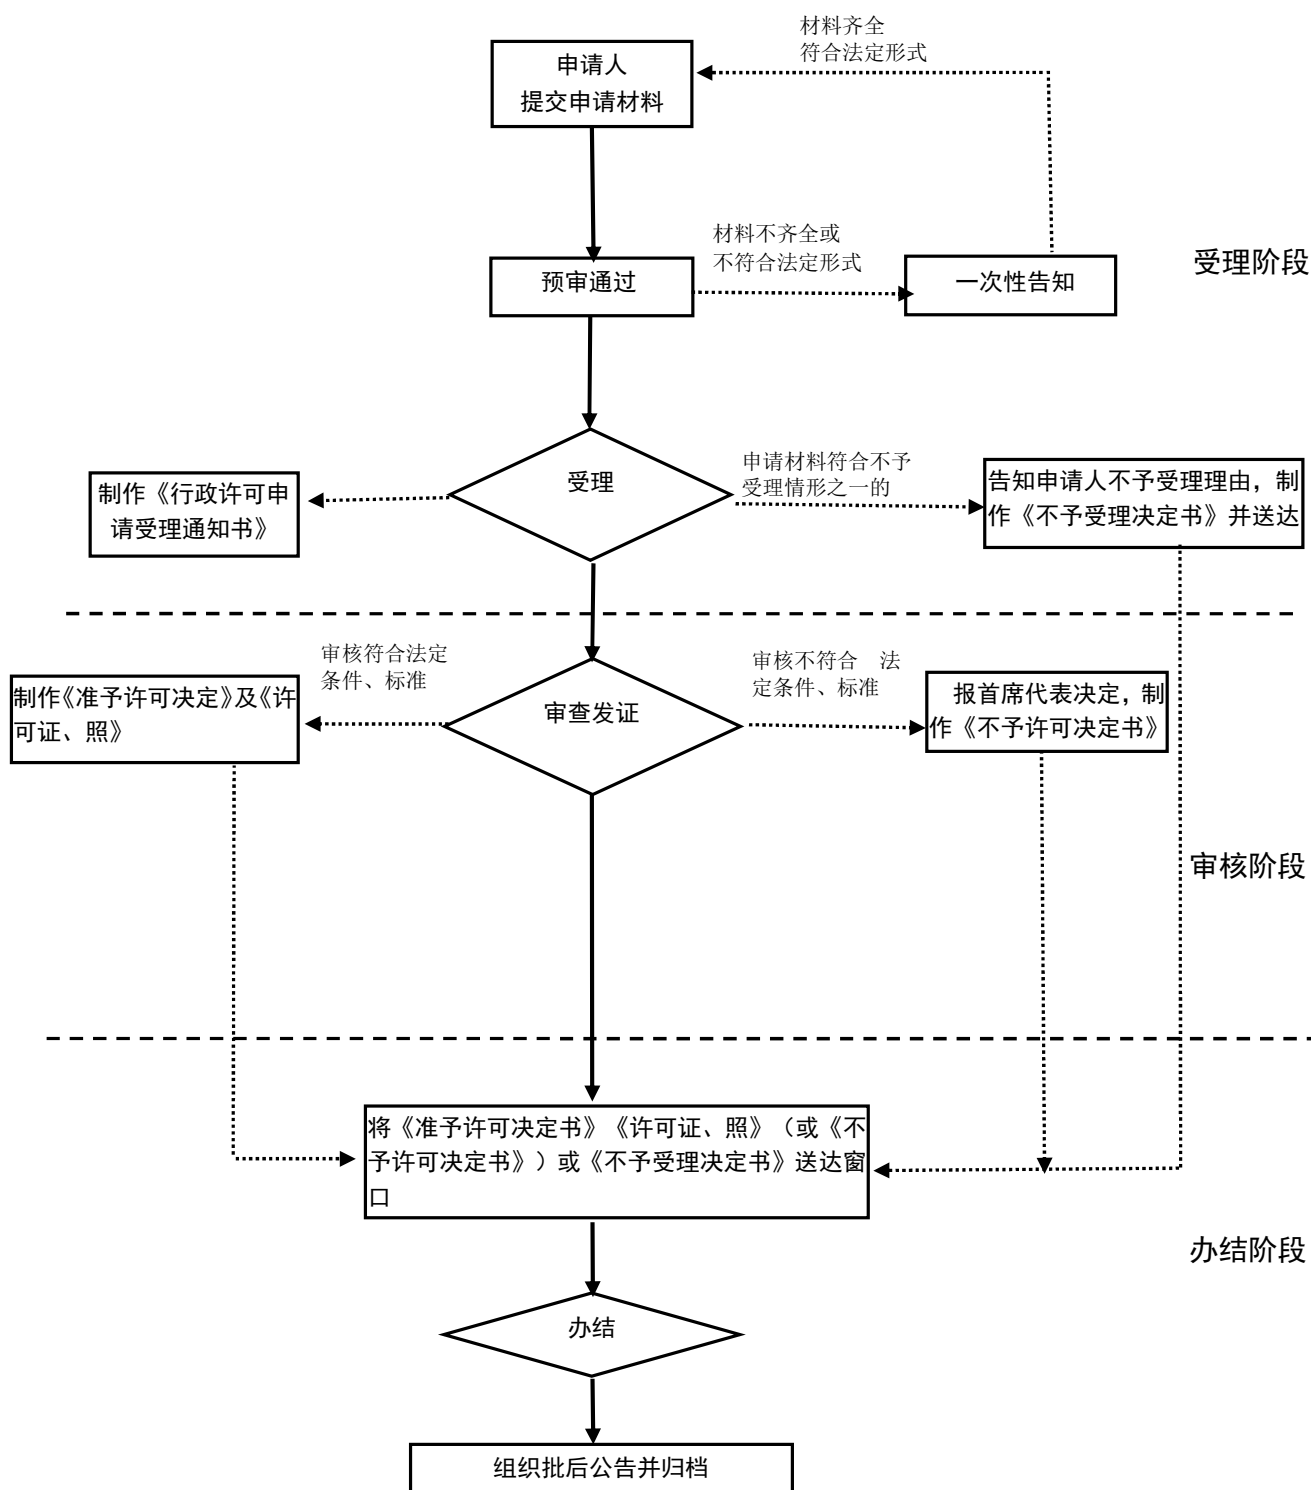 材料齐全
符合法定形式
申请人
提交申请材料
材料不齐全或
不符合法定形式
预审通过
一次性告知
受理阶段
受理
申请材料符合不予
受理情形之一的
制作《行政许可申
请受理通知书》
告知申请人不予受理理由，制
作《不予受理决定书》并送达
审核符合法定
条件、标准
审核不符合 法
定条件、标准
制作《准予许可决定》及《许
可证、照》
审查发证
报首席代表决定，制
作《不予许可决定书》
审核阶段
将《准予许可决定书》《许可证、照》（或《不
予许可决定书》）或《不予受理决定书》送达窗
口
办结阶段
办结
组织批后公告并归档